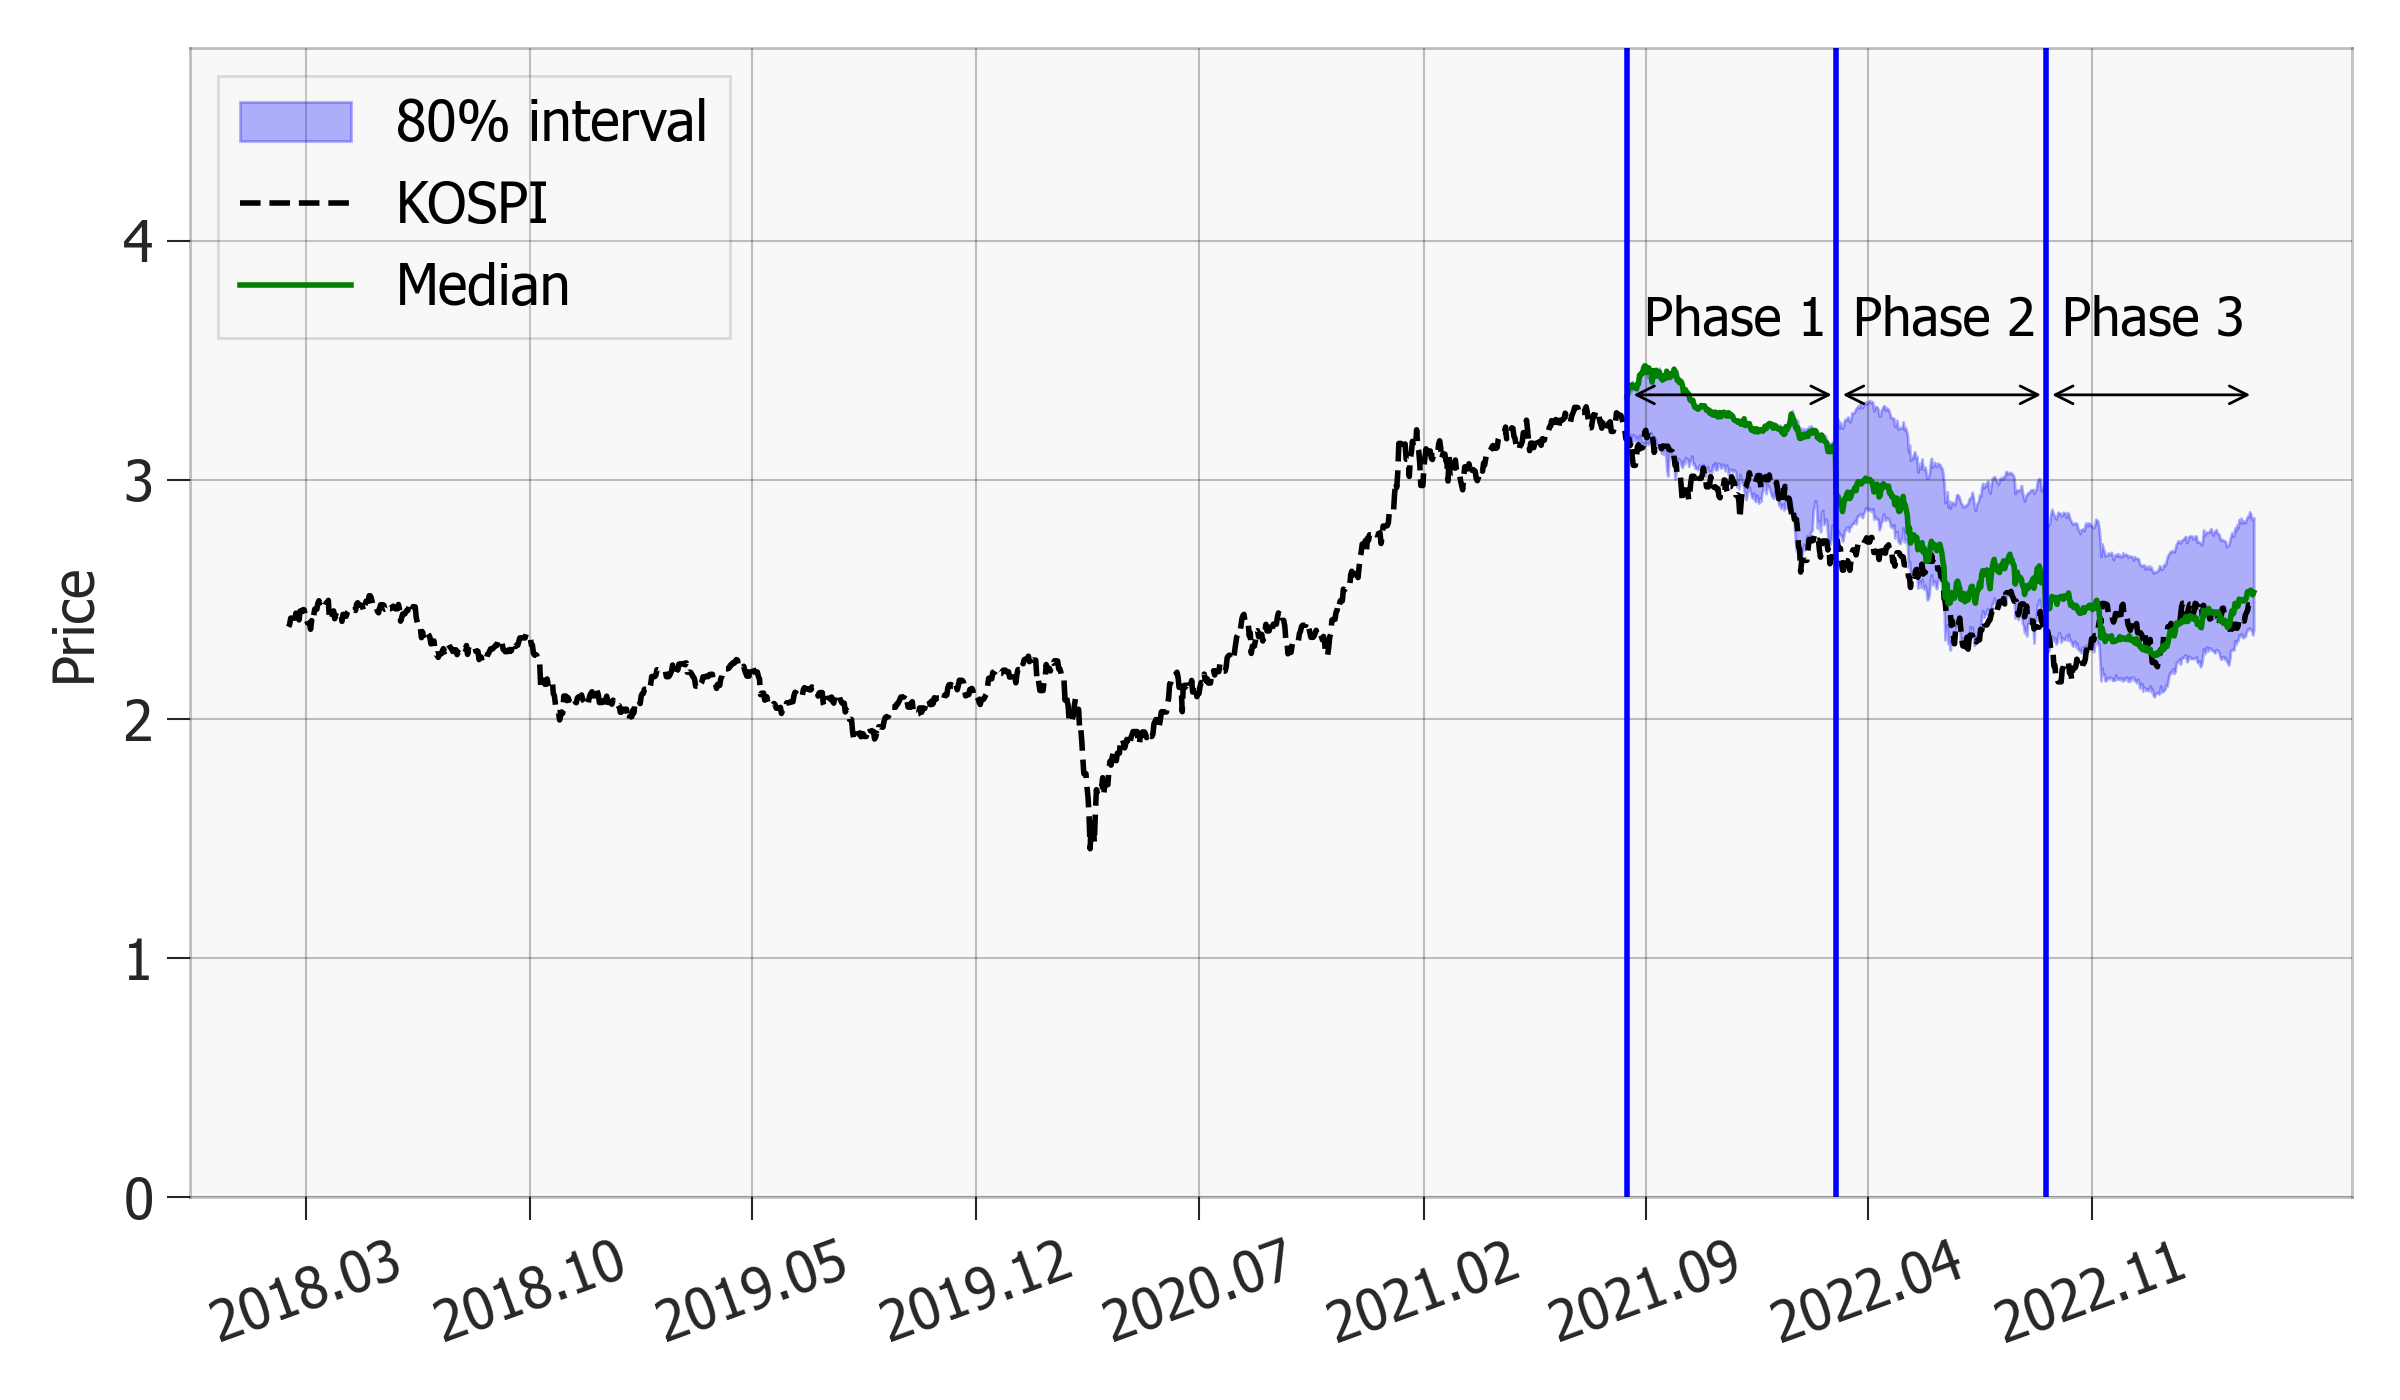 80% interval
KOSPI
Median
Phase 1
Phase 2
Phase 3
Price
4
3
2
1
0
2018.03
2018.10
2019.05
2019.12
2020.07
2021.02
2021.09
2022.04
2022.11